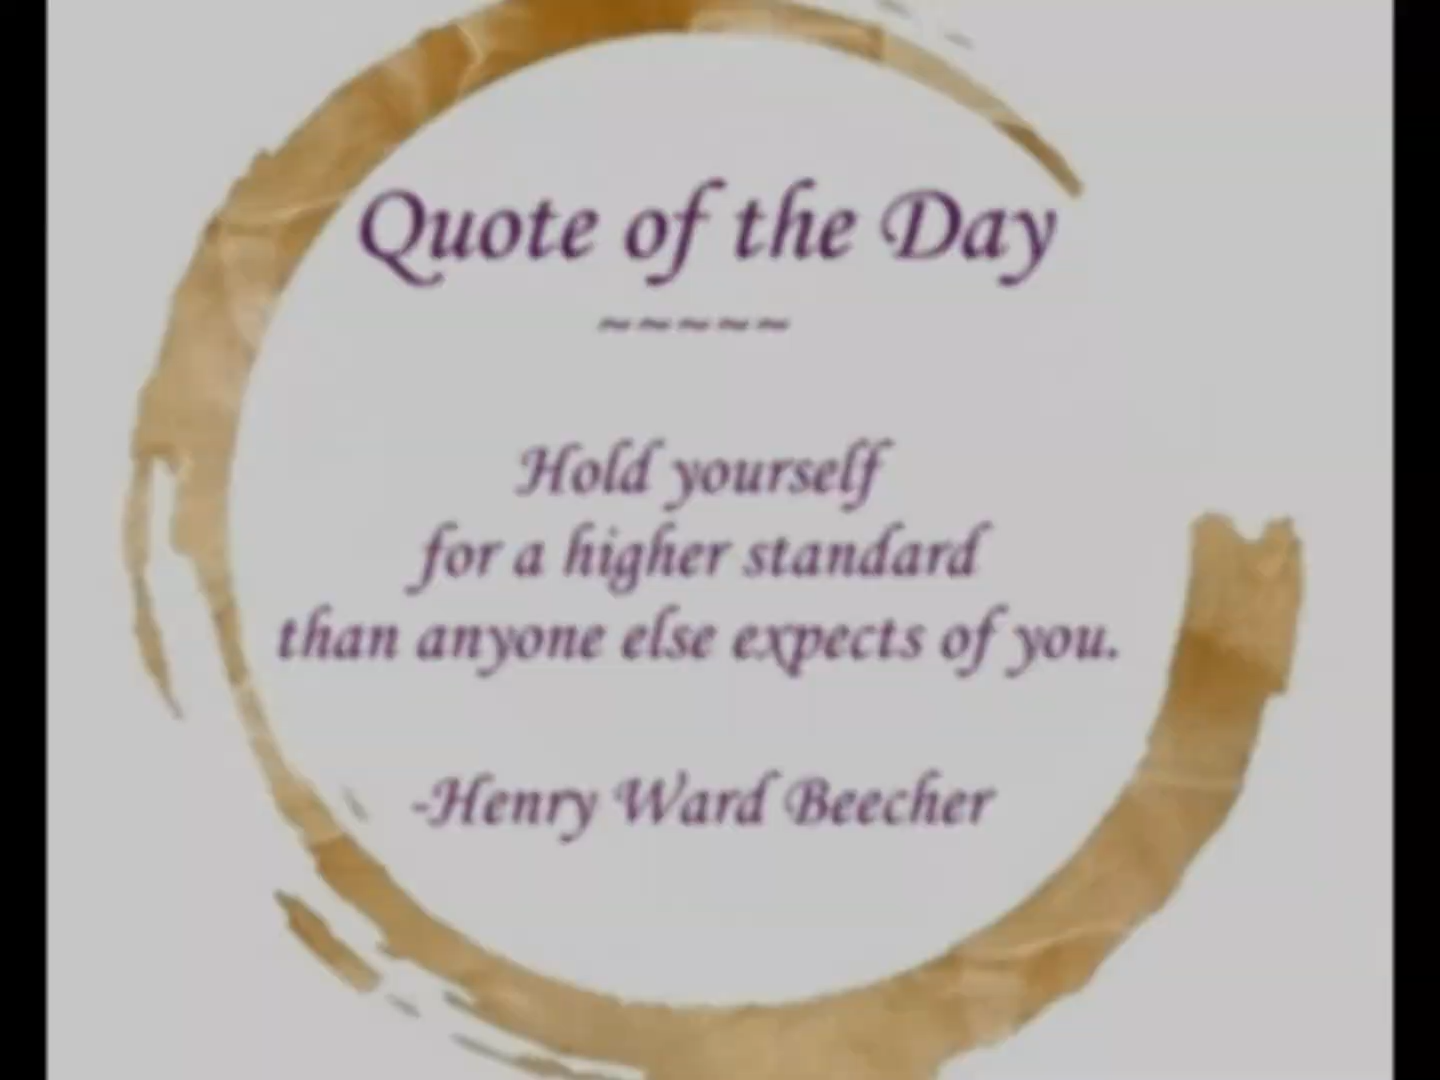 Quote of the Day
~~~~~
Hold yourself
for a higher standard
than anyone else expects of you.
-Henry Ward Beecher